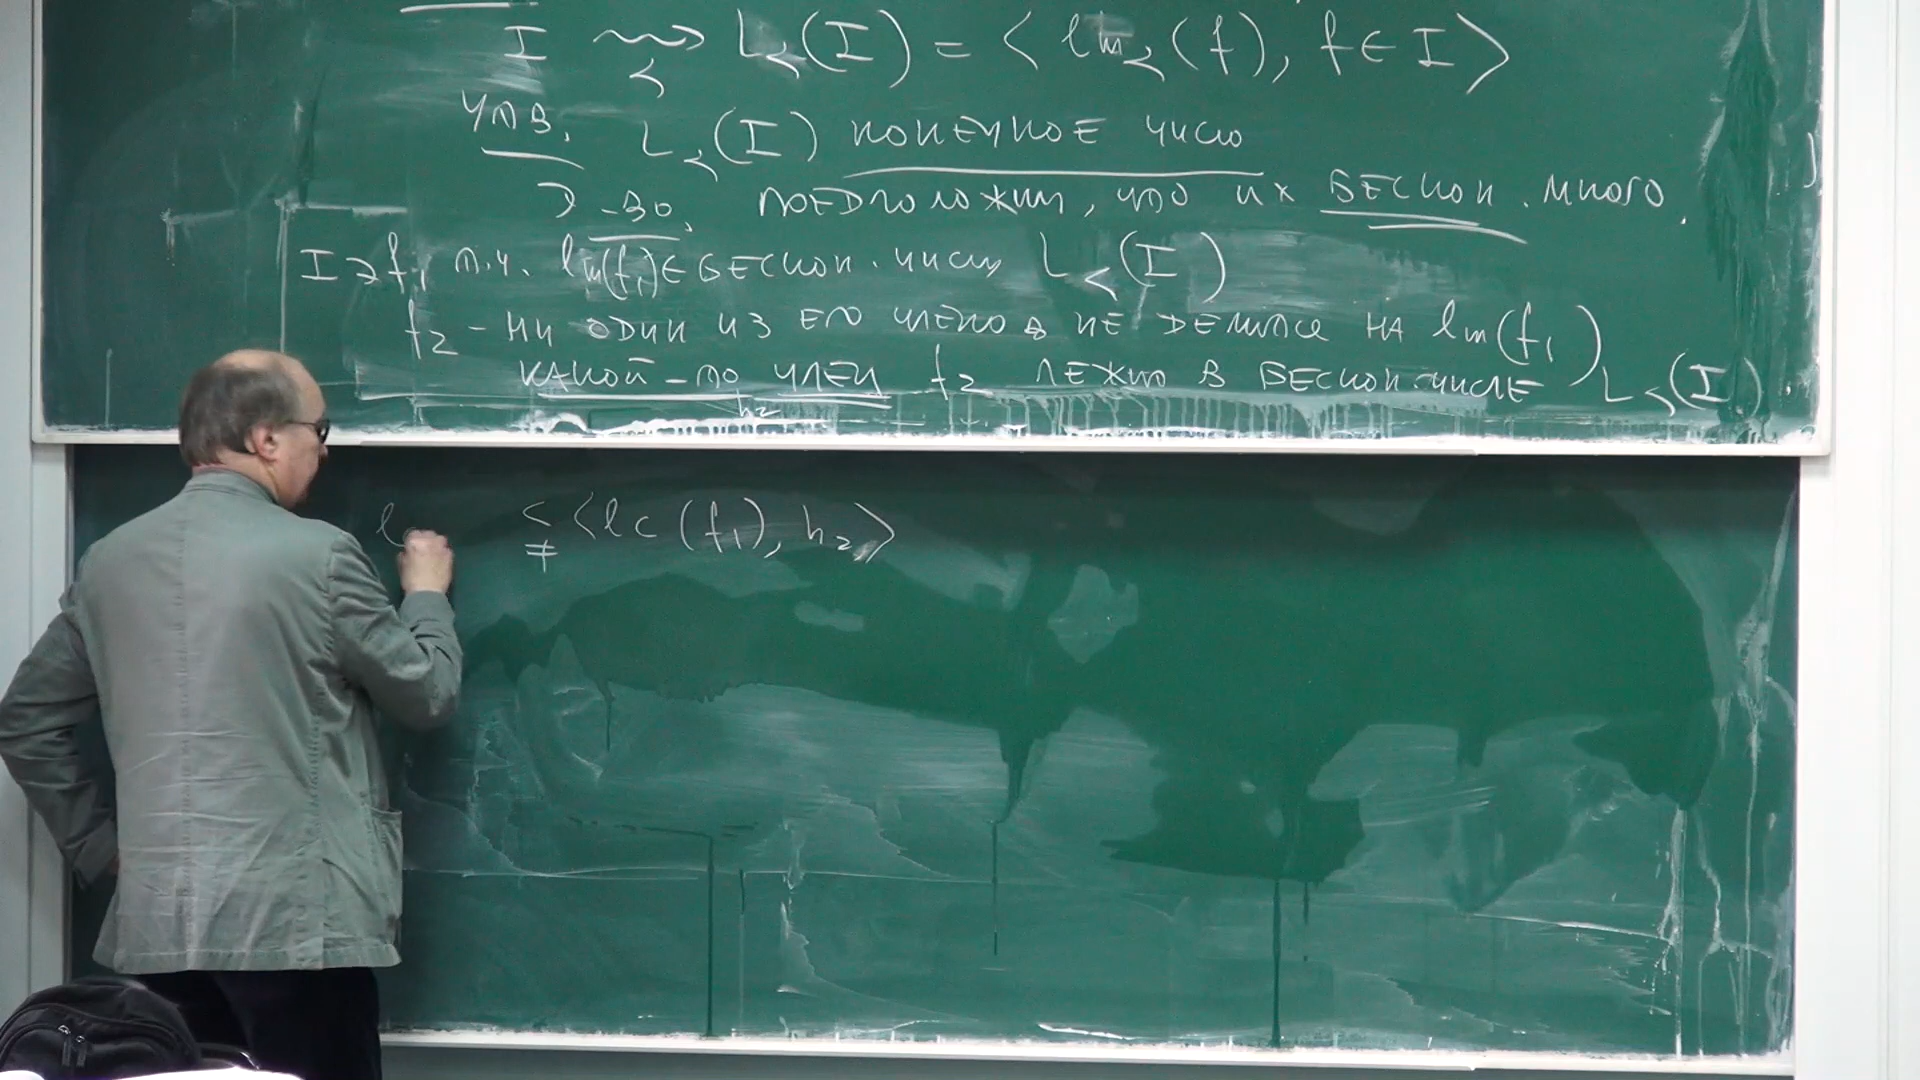 I ⇝ L<(I) = ⟨ lm<(f), f ∈ I ⟩
<
Утв. L<(I) конечное число
Д-во. предположим, что их бескон. много.
I ∋ f₁ т.ч. lm(f₁) ∈ бескон. числу L<(I)
f₂ - ни один из его членов не делится на lm(f₁)
какой-то член f₂ лежит в бескон. числе L<(I)
h₂
⟨ lc (f₁), h₂ ⟩